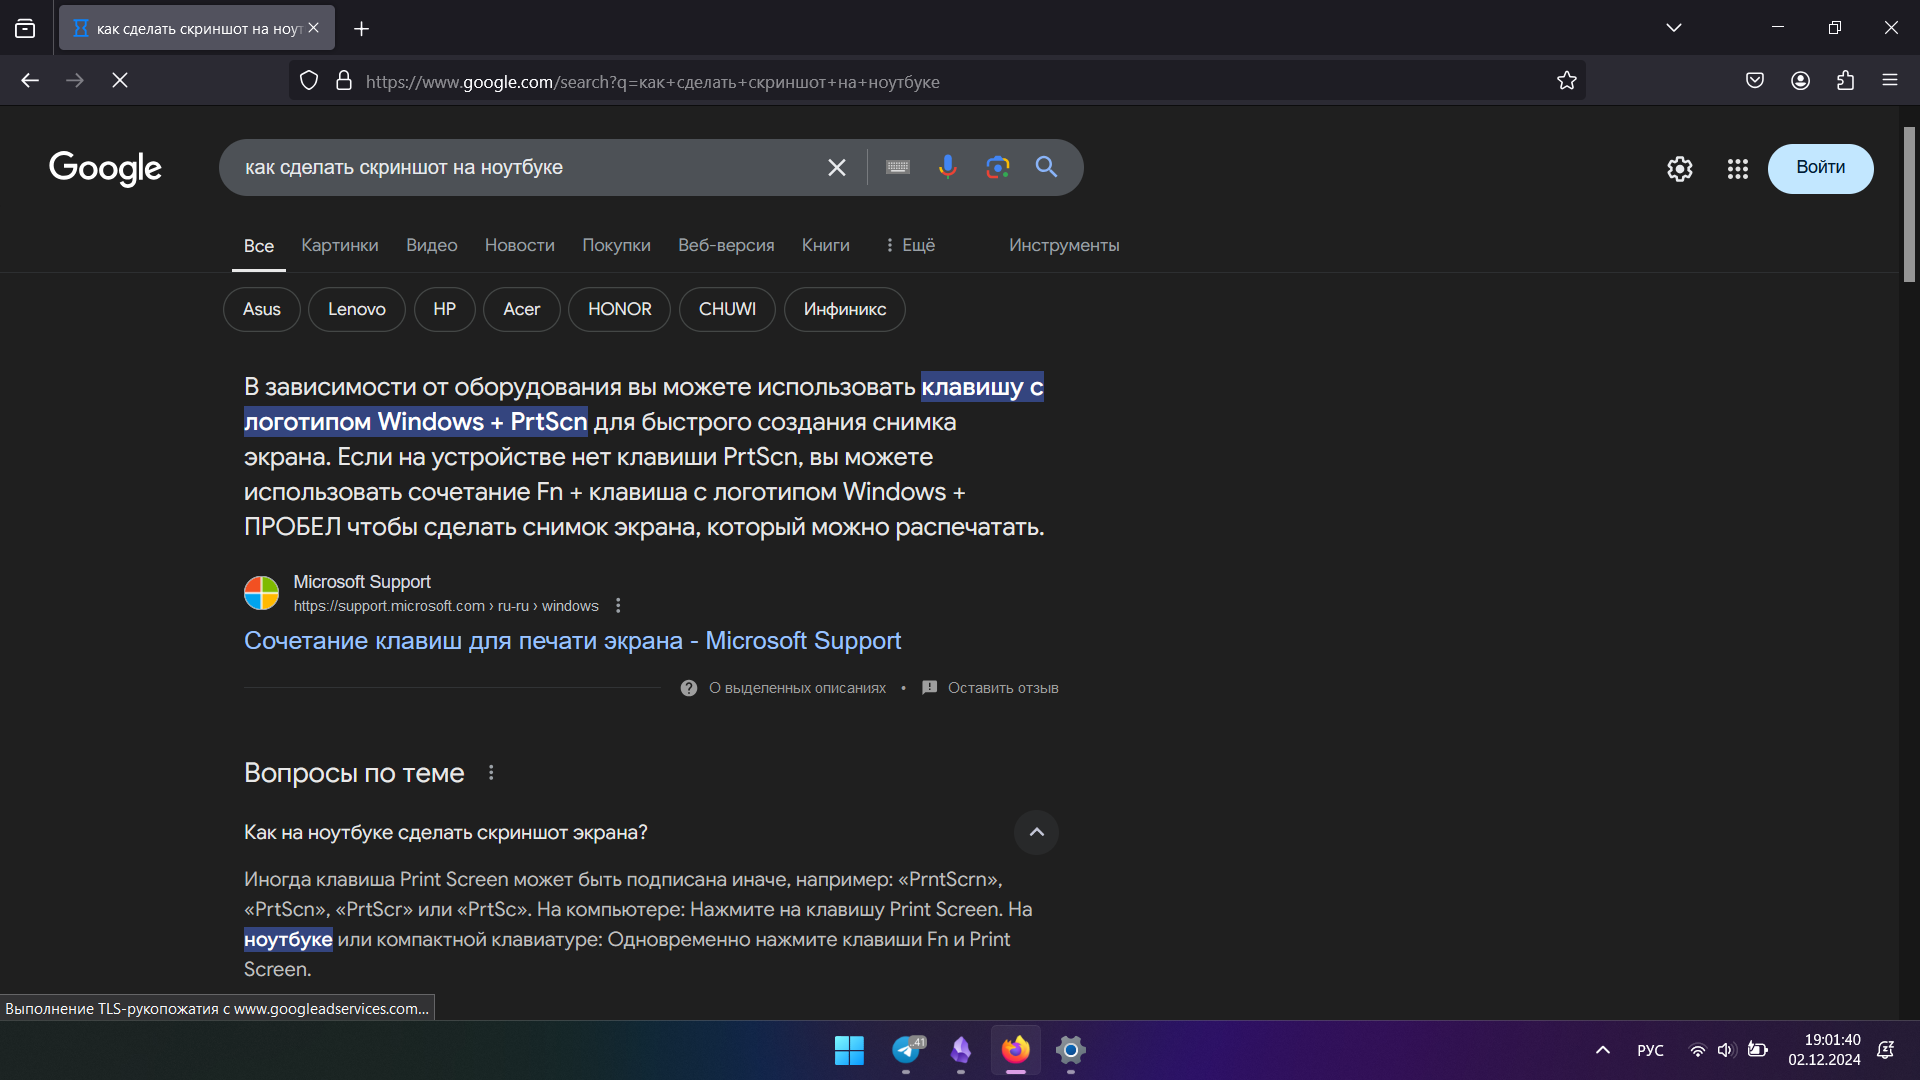 как сделать скриншот на ноут
https://www.google.com/search?q=как+сделать+скриншот+на+ноутбуке
Google
как сделать скриншот на ноутбуке
Войти
Все Картинки Видео Новости Покупки Веб-версия Книги Ещё Инструменты
Asus Lenovo HP Acer HONOR CHUWI Инфиникс
В зависимости от оборудования вы можете использовать клавишу с
логотипом Windows + PrtScn для быстрого создания снимка
экрана. Если на устройстве нет клавиши PrtScn, вы можете
использовать сочетание Fn + клавиша с логотипом Windows +
ПРОБЕЛ чтобы сделать снимок экрана, который можно распечатать.
Microsoft Support
https://support.microsoft.com › ru-ru › windows
Сочетание клавиш для печати экрана - Microsoft Support
О выделенных описаниях • Оставить отзыв
Вопросы по теме
Как на ноутбуке сделать скриншот экрана?
Иногда клавиша Print Screen может быть подписана иначе, например: «PrntScrn»,
«PrtScn», «PrtScr» или «PrtSc». На компьютере: Нажмите на клавишу Print Screen. На
ноутбуке или компактной клавиатуре: Одновременно нажмите клавиши Fn и Print
Screen.
Выполнение TLS-рукопожатия с www.googleadservices.com...
..41
РУС
19:01:40
02.12.2024